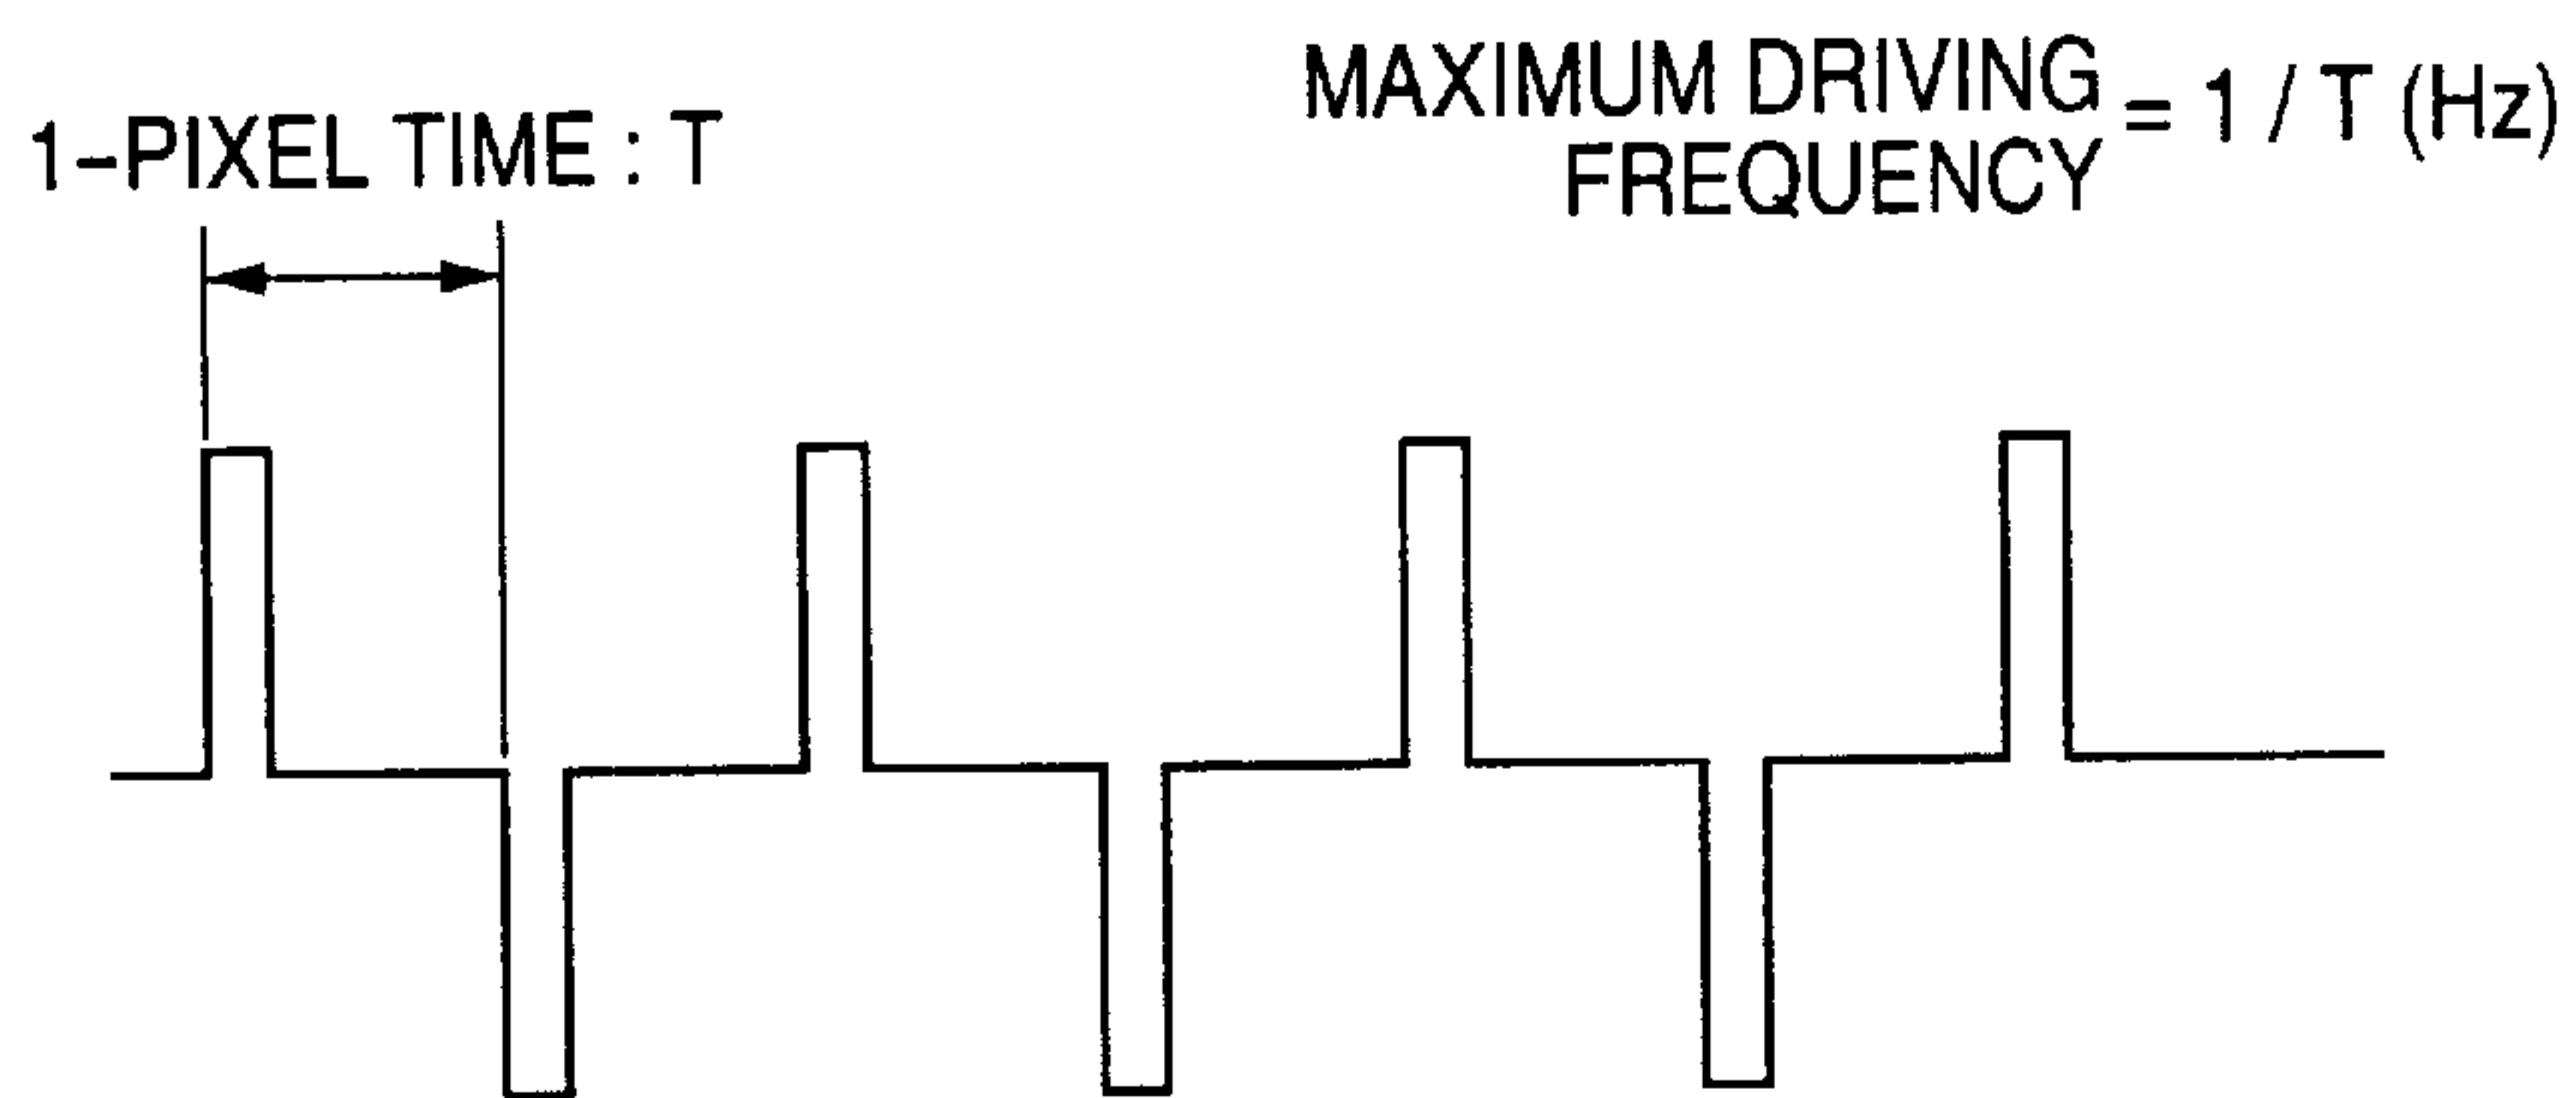 1-PIXEL TIME : T
MAXIMUM DRIVING
FREQUENCY = 1 / T (Hz)